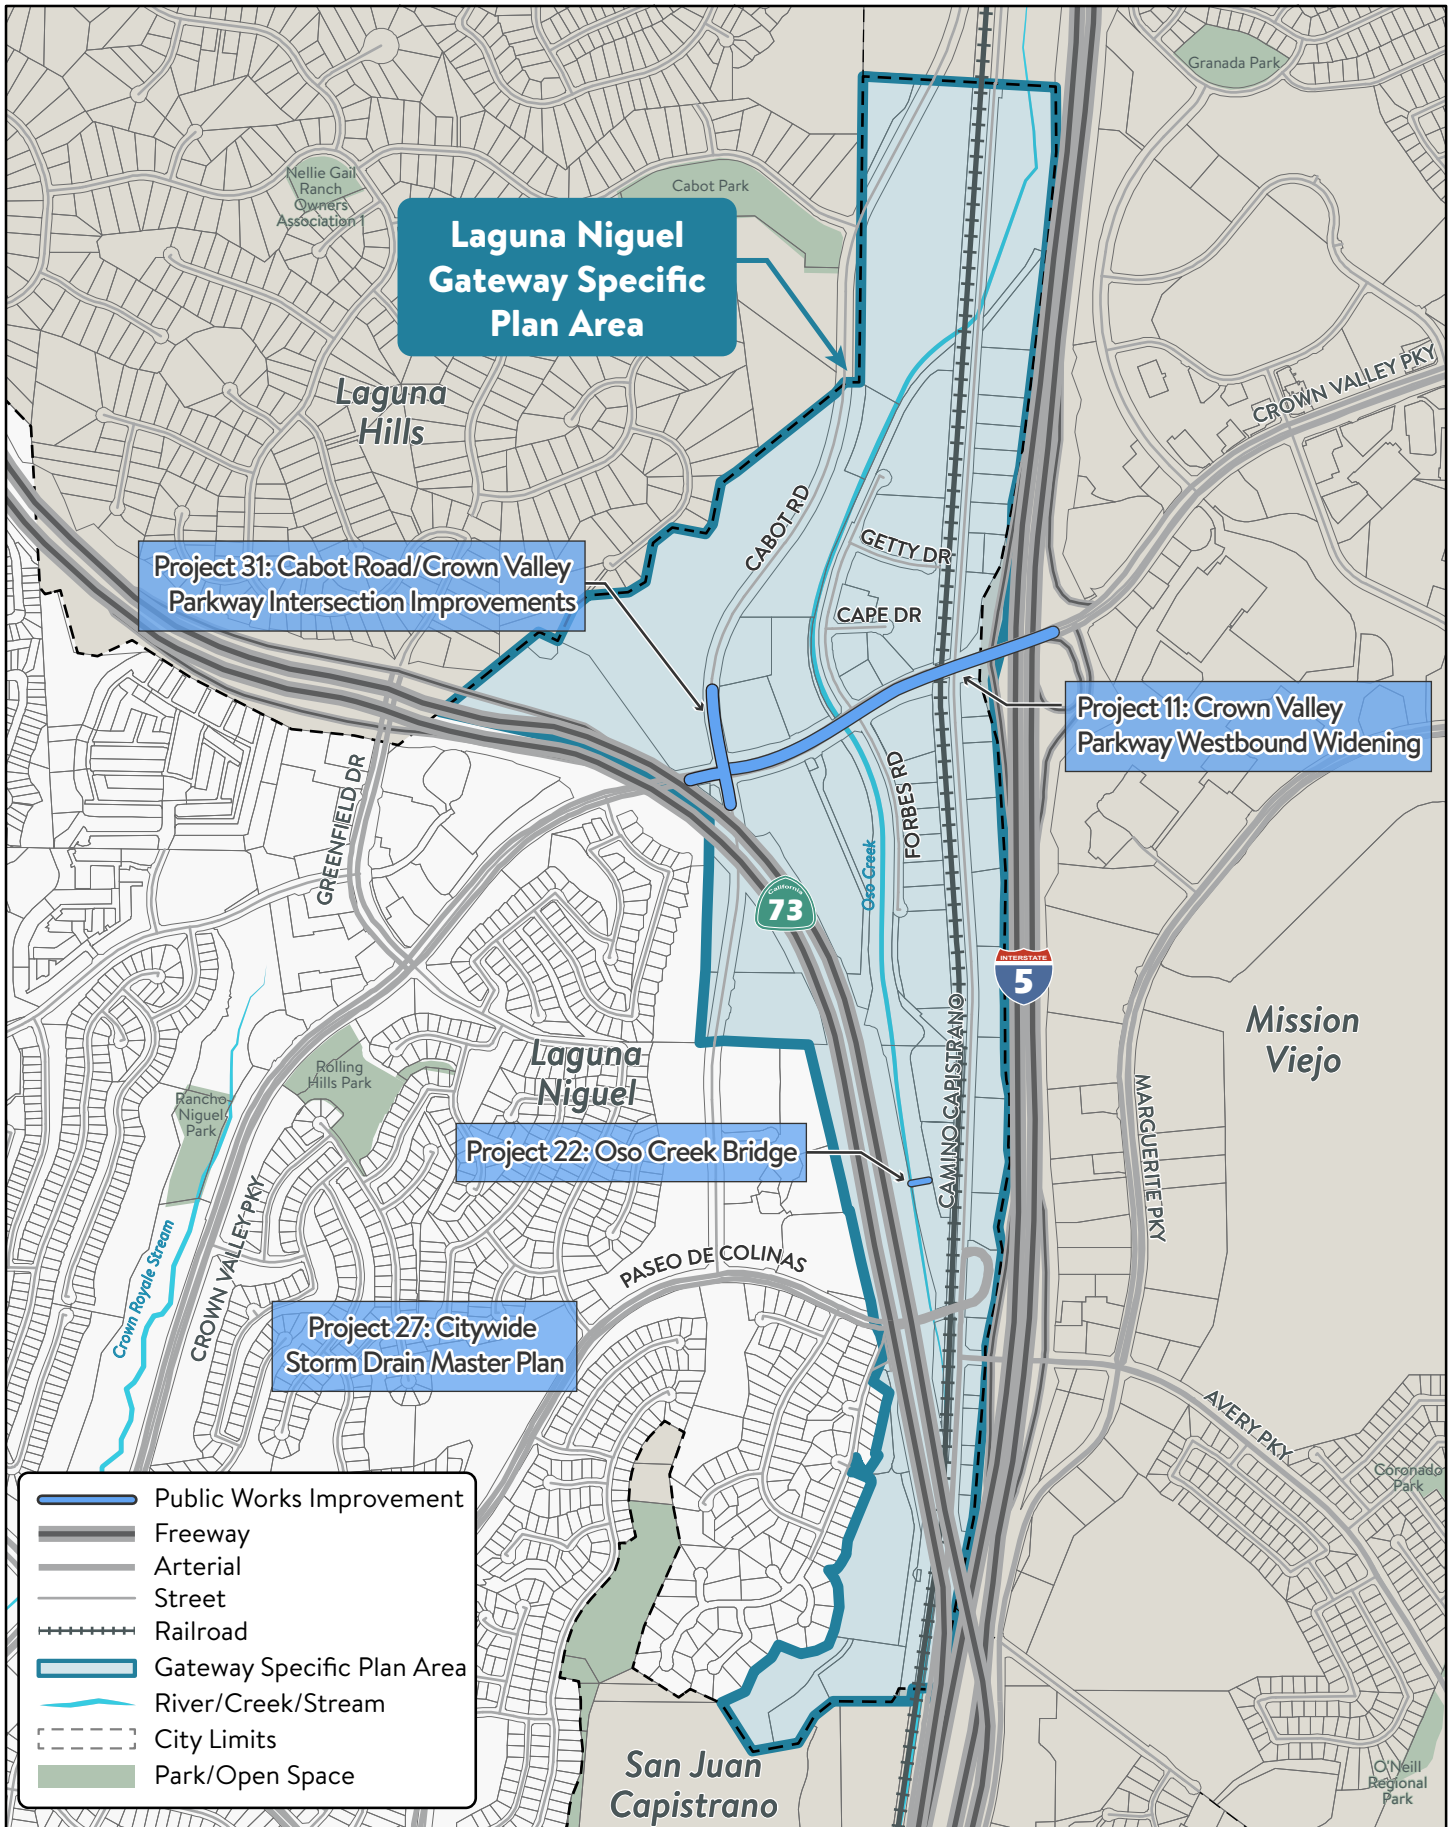 Granada Park
Nellie Gail
Ranch
Owners
Association 1
Cabot Park
Laguna Niguel
Gateway Specific
Plan Area
Laguna
Hills
CROWN VALLEY PKY
CABOT RD
GETTY DR
Project 31: Cabot Road/Crown Valley
Parkway Intersection Improvements
CAPE DR
Project 11: Crown Valley
Parkway Westbound Widening
GREENFIELD DR
FORBES RD
Oso Creek
California
73
INTERSTATE
5
Mission
Viejo
Laguna
Niguel
Rolling
Hills Park
Rancho
Niguel
Park
CAMINO CAPISTRANO
MARGUERITE PKY
Project 22: Oso Creek Bridge
CROWN VALLEY PKY
Crown Royale Stream
PASEO DE COLINAS
Project 27: Citywide
Storm Drain Master Plan
AVERY PKY
Coronado
Park
Public Works Improvement
Freeway
Arterial
Street
Railroad
Gateway Specific Plan Area
River/Creek/Stream
City Limits
Park/Open Space
San Juan
Capistrano
O'Neill
Regional
Park